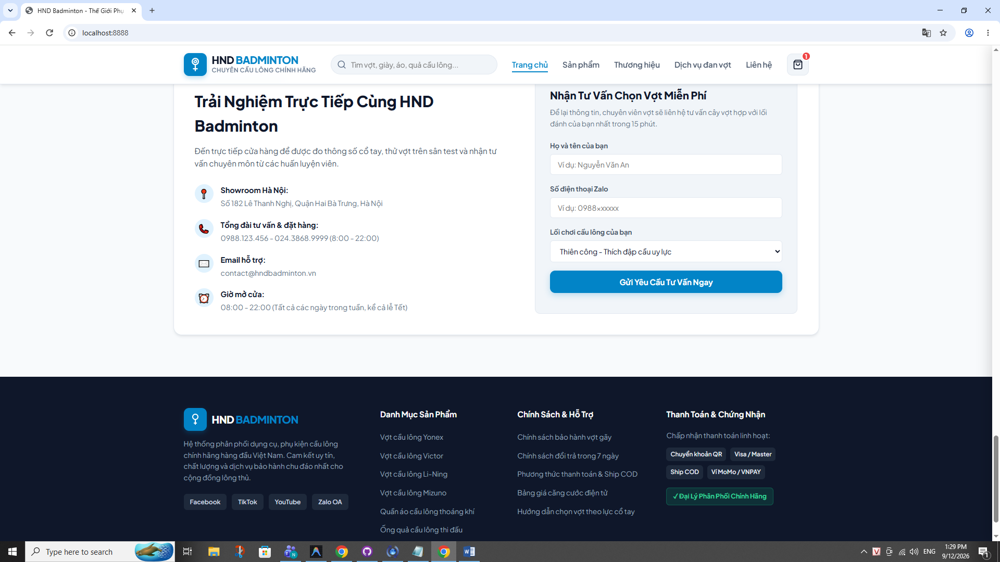 HND Badminton - Thế Giới Phụ
localhost:8888
HND BADMINTON
CHUYÊN CẦU LÔNG CHÍNH HÃNG
Tìm vợt, giày, áo, quả cầu lông...
Trang chủ
Sản phẩm
Thương hiệu
Dịch vụ đan vợt
Liên hệ
1
Trải Nghiệm Trực Tiếp Cùng HND
Badminton
Đến trực tiếp cửa hàng để được đo thông số cổ tay, thử vợt trên sân test và nhận tư
vấn chuyên môn từ các huấn luyện viên.
Showroom Hà Nội:
Số 182 Lê Thanh Nghị, Quận Hai Bà Trưng, Hà Nội
Tổng đài tư vấn & đặt hàng:
0988.123.456 - 024.3868.9999 (8:00 - 22:00)
Email hỗ trợ:
contact@hndbadminton.vn
Giờ mở cửa:
08:00 - 22:00 (Tất cả các ngày trong tuần, kể cả lễ Tết)
Nhận Tư Vấn Chọn Vợt Miễn Phí
Để lại thông tin, chuyên viên vợt sẽ liên hệ tư vấn cây vợt hợp với lối
đánh của bạn nhất trong 15 phút.
Họ và tên của bạn
Ví dụ: Nguyễn Văn An
Số điện thoại Zalo
Ví dụ: 0988xxxxxx
Lối chơi cầu lông của bạn
Thiên công - Thích đập cầu uy lực
Gửi Yêu Cầu Tư Vấn Ngay
HND BADMINTON
Hệ thống phân phối dụng cụ, phụ kiện cầu lông
chính hãng hàng đầu Việt Nam. Cam kết uy tín,
chất lượng và dịch vụ bảo hành chu đáo nhất cho
cộng đồng lông thủ.
Facebook
TikTok
YouTube
Zalo OA
Danh Mục Sản Phẩm
Vợt cầu lông Yonex
Vợt cầu lông Victor
Vợt cầu lông Li-Ning
Vợt cầu lông Mizuno
Quần áo cầu lông thoáng khí
Ống quả cầu lông thi đấu
Chính Sách & Hỗ Trợ
Chính sách bảo hành vợt gãy
Chính sách đổi trả trong 7 ngày
Phương thức thanh toán & Ship COD
Bảng giá căng cước điện tử
Hướng dẫn chọn vợt theo lực cổ tay
Thanh Toán & Chứng Nhận
Chấp nhận thanh toán linh hoạt:
Chuyển khoản QR
Visa / Master
Ship COD
Ví MoMo / VNPAY
✓ Đại Lý Phân Phối Chính Hãng
Type here to search
ENG
1:29 PM
9/12/2026
1